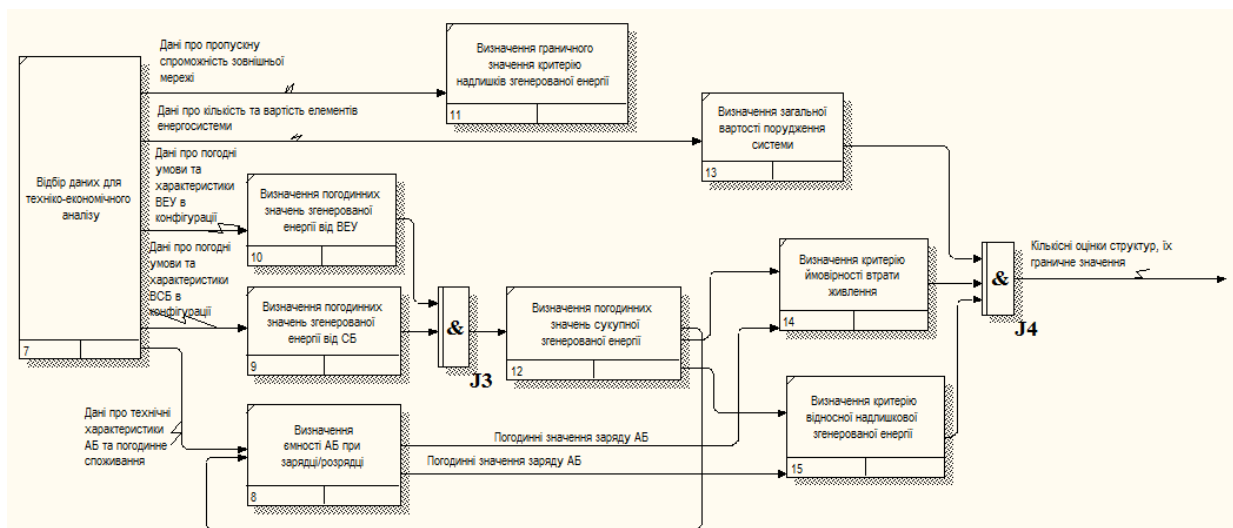 Дані про пропускну
спроможність зовнішньої
мережі
Визначення граничного
значення критерію
надлишків згенерованої енергії
11
Дані про кількість та вартість елементів
енергосистеми
Визначення загальної
вартості порудження
системи
13
Відбір даних для
техніко-економічного
аналізу
7
Дані про погодні
умови та
характеристики
ВЕУ в
конфігурації
Визначення погодинних
значень згенерованої
енергії від ВЕУ
10
Дані про погодні
умови та
характеристики
ВСБ в
конфігурації
Визначення погодинних
значень згенерованої
енергії від СБ
9
&
J3
Визначення погодинних
значень сукупної
згенерованої енергії
12
Визначення критерію
ймовірності втрати
живлення
14
&
J4
Кількісні оцінки структур, їх
граничне значення
Дані про технічні
характеристики
АБ та погодинне
споживання
Визначення
ємності АБ при
зарядці/розрядці
8
Погодинні значення заряду АБ
Погодинні значення заряду АБ
Визначення критерію
відносної надлишкової
згенерованої енергії
15